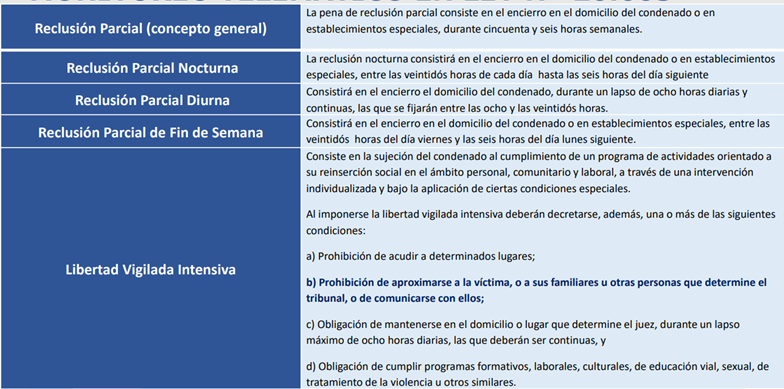 Reclusión Parcial (concepto general)
La pena de reclusión parcial consiste en el encierro en el domicilio del condenado o en
establecimientos especiales, durante cincuenta y seis horas semanales.
Reclusión Parcial Nocturna
La reclusión nocturna consistirá en el encierro en el domicilio del condenado o en establecimientos
especiales, entre las veintidós horas de cada día hasta las seis horas del día siguiente
Reclusión Parcial Diurna
Consistirá en el encierro el domicilio del condenado, durante un lapso de ocho horas diarias y
continuas, las que se fijarán entre las ocho y las veintidós horas.
Reclusión Parcial de Fin de Semana
Consistirá en el encierro en el domicilio del condenado o en establecimientos especiales, entre las
veintidós horas del día viernes y las seis horas del día lunes siguiente.
Libertad Vigilada Intensiva
Consiste en la sujeción del condenado al cumplimiento de un programa de actividades orientado a
su reinserción social en el ámbito personal, comunitario y laboral, a través de una intervención
individualizada y bajo la aplicación de ciertas condiciones especiales.
Al imponerse la libertad vigilada intensiva deberán decretarse, además, una o más de las siguientes
condiciones:
a) Prohibición de acudir a determinados lugares;
b) Prohibición de aproximarse a la víctima, o a sus familiares u otras personas que determine el
tribunal, o de comunicarse con ellos;
c) Obligación de mantenerse en el domicilio o lugar que determine el juez, durante un lapso
máximo de ocho horas diarias, las que deberán ser continuas, y
d) Obligación de cumplir programas formativos, laborales, culturales, de educación vial, sexual, de
tratamiento de la violencia u otros similares.